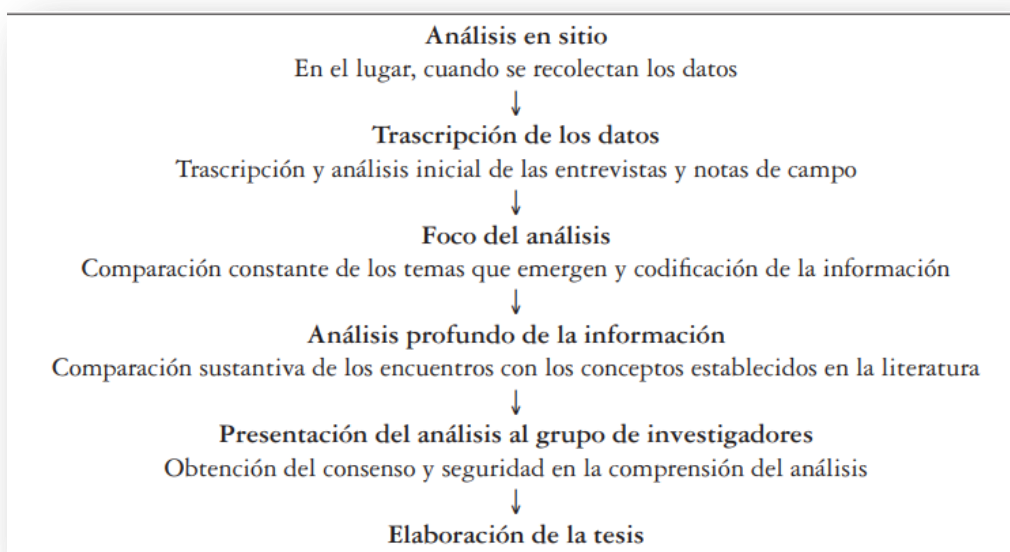 Análisis en sitio
En el lugar, cuando se recolectan los datos
↓
Trascripción de los datos
Trascripción y análisis inicial de las entrevistas y notas de campo
↓
Foco del análisis
Comparación constante de los temas que emergen y codificación de la información
↓
Análisis profundo de la información
Comparación sustantiva de los encuentros con los conceptos establecidos en la literatura
↓
Presentación del análisis al grupo de investigadores
Obtención del consenso y seguridad en la comprensión del análisis
↓
Elaboración de la tesis